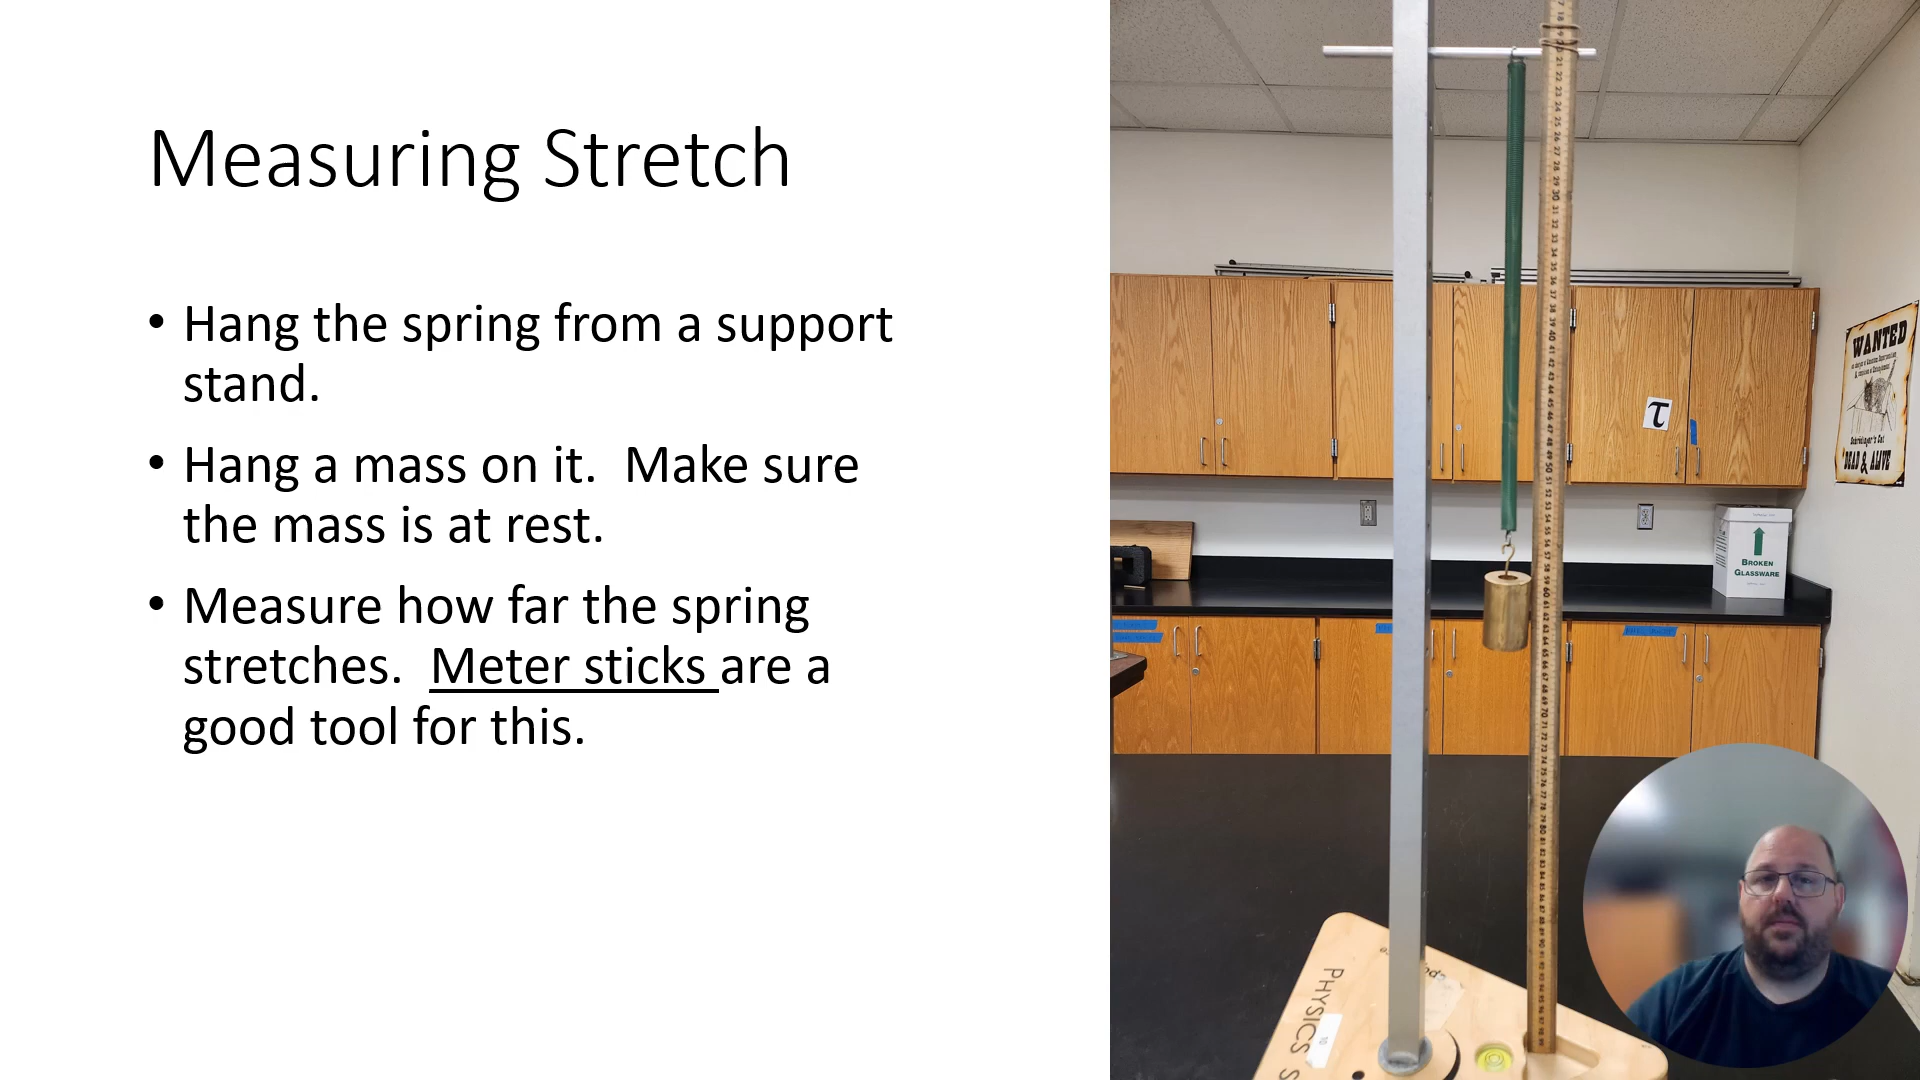 Measuring Stretch
• Hang the spring from a support
stand.
• Hang a mass on it.  Make sure
the mass is at rest.
• Measure how far the spring
stretches.  Meter sticks are a
good tool for this.
WANTED
Schrödinger's Cat
DEAD & ALIVE
τ
BROKEN
GLASSWARE
PHYSICS S